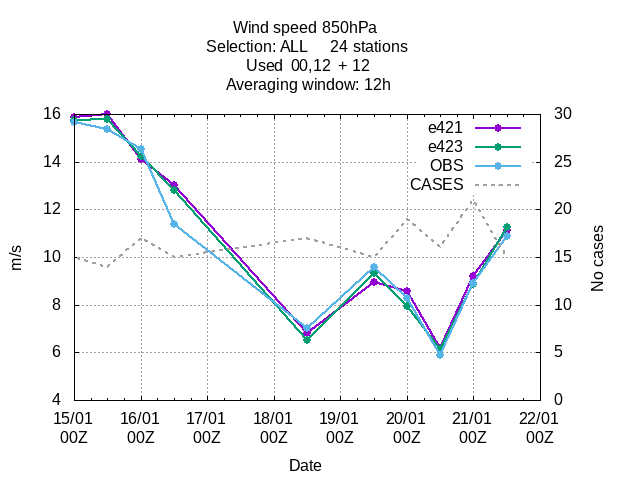 Wind speed 850hPa
Selection: ALL     24 stations
Used  00,12  + 12
Averaging window: 12h
16
14
12
10
8
6
4
m/s
30
25
20
15
10
5
0
No cases
e421
e423
OBS
CASES
15/01 16/01 17/01 18/01 19/01 20/01 21/01 22/01
00Z 00Z 00Z 00Z 00Z 00Z 00Z 00Z
Date